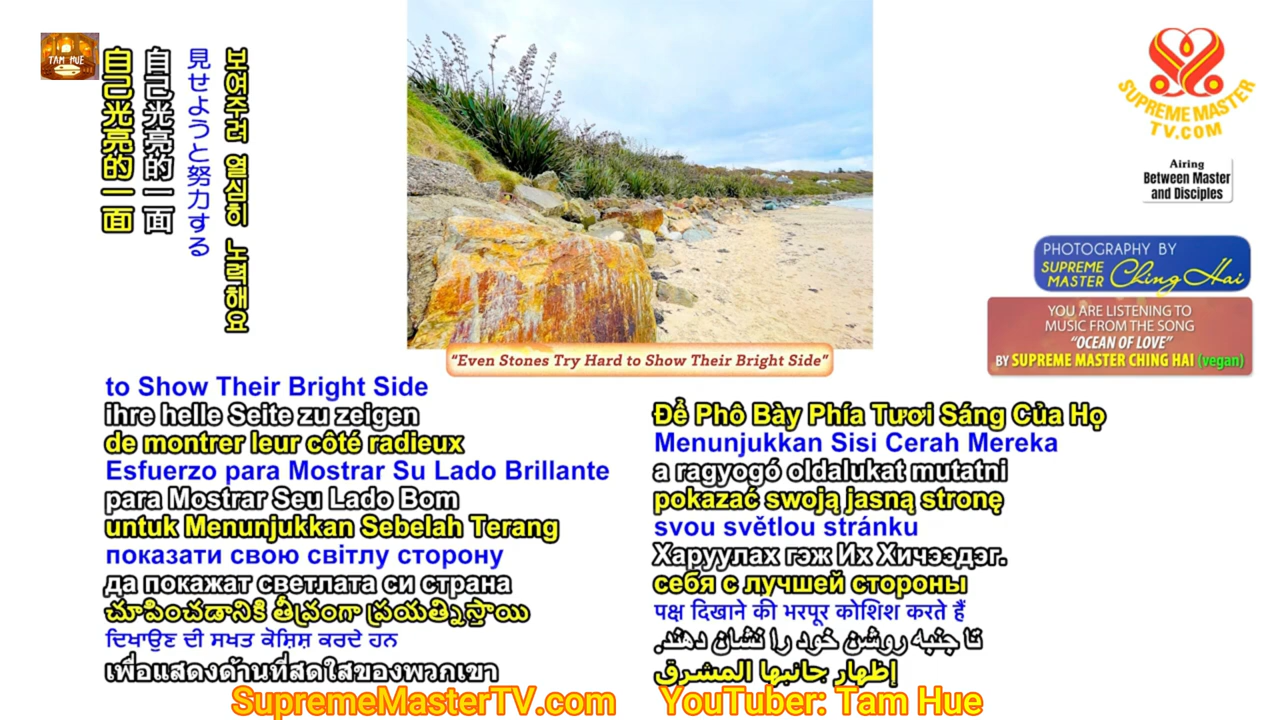 TAM HUE
自己光亮的一面
自己光亮的一面
見せようと努力する
보여주려 열심히 노력해요
SUPREME MASTER
TV.COM
Airing
Between Master
and Disciples
PHOTOGRAPHY BY
SUPREME
MASTER Ching Hai
YOU ARE LISTENING TO
MUSIC FROM THE SONG
“OCEAN OF LOVE”
BY SUPREME MASTER CHING HAI (vegan)
“Even Stones Try Hard to Show Their Bright Side”
to Show Their Bright Side
ihre helle Seite zu zeigen
de montrer leur côté radieux
Esfuerzo para Mostrar Su Lado Brillante
para Mostrar Seu Lado Bom
untuk Menunjukkan Sebelah Terang
показати свою світлу сторону
да покажат светлата си страна
చూపించడానికి తీవ్రంగా ప్రయత్నిస్తాయి
ਦਿਖਾਉਣ ਦੀ ਸਖਤ ਕੋਸ਼ਿਸ਼ ਕਰਦੇ ਹਨ
เพื่อแสดงด้านที่สดใสของพวกเขา
Để Phô Bày Phía Tươi Sáng Của Họ
Menunjukkan Sisi Cerah Mereka
a ragyogó oldalukat mutatni
pokazać swoją jasną stronę
svou světlou stránku
Харуулах гэж Их Хичээдэг.
себя с лучшей стороны
पक्ष दिखाने की भरपूर कोशिश करते हैं
تا جنبه روشن خود را نشان دهند.
إظهار جانبها المشرق
SupremeMasterTV.com
YouTuber: Tam Hue